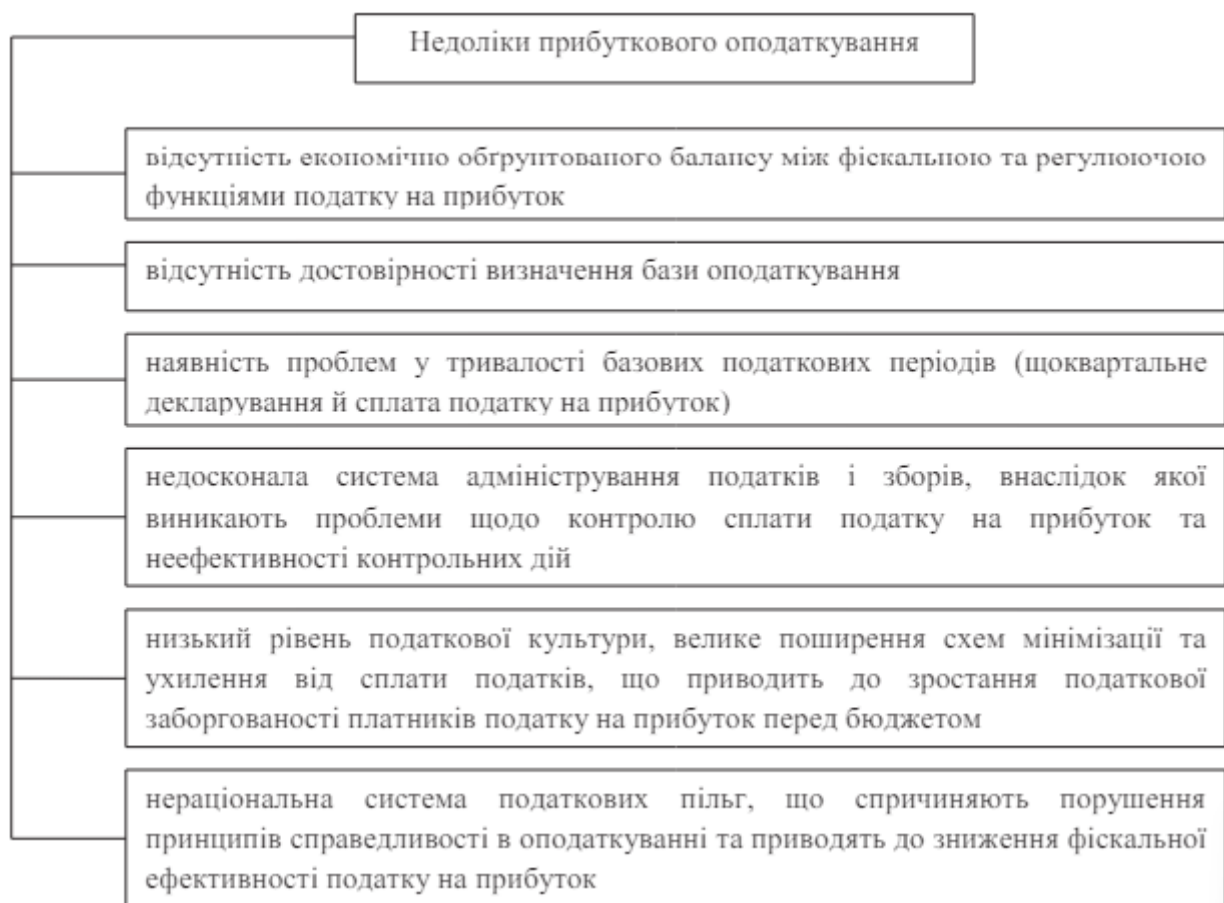 Недоліки прибуткового оподаткування
відсутність економічно обґрунтованого балансу між фіскальною та регулюючою
функціями податку на прибуток
відсутність достовірності визначення бази оподаткування
наявність проблем у тривалості базових податкових періодів (щоквартальне
декларування й сплата податку на прибуток)
недосконала система адміністрування податків і зборів, внаслідок якої
виникають проблеми щодо контролю сплати податку на прибуток та
неефективності контрольних дій
низький рівень податкової культури, велике поширення схем мінімізації та
ухилення від сплати податків, що приводить до зростання податкової
заборгованості платників податку на прибуток перед бюджетом
нераціональна система податкових пільг, що спричиняють порушення
принципів справедливості в оподаткуванні та приводять до зниження фіскальної
ефективності податку на прибуток